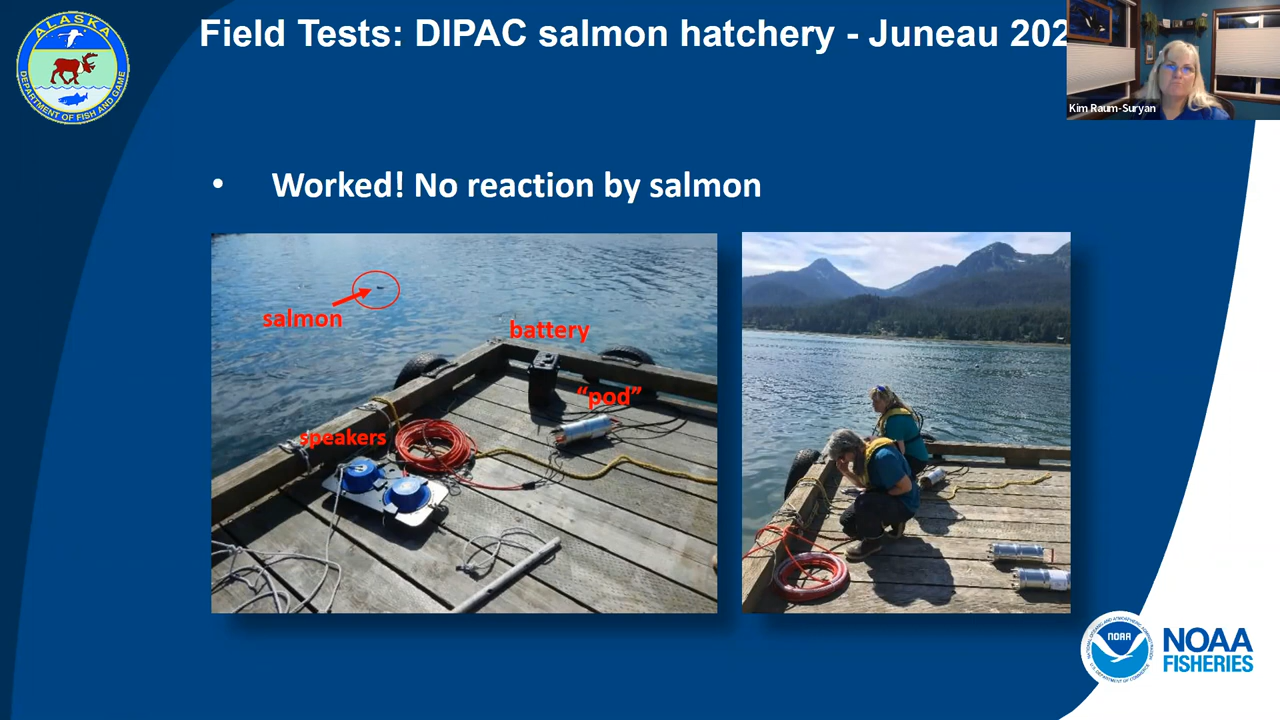 Field Tests: DIPAC salmon hatchery - Juneau 202
Kim Raum-Suryan
ALASKA
DEPARTMENT OF FISH AND GAME
• Worked! No reaction by salmon
salmon
battery
"pod"
speakers
NOAA
NOAA
FISHERIES